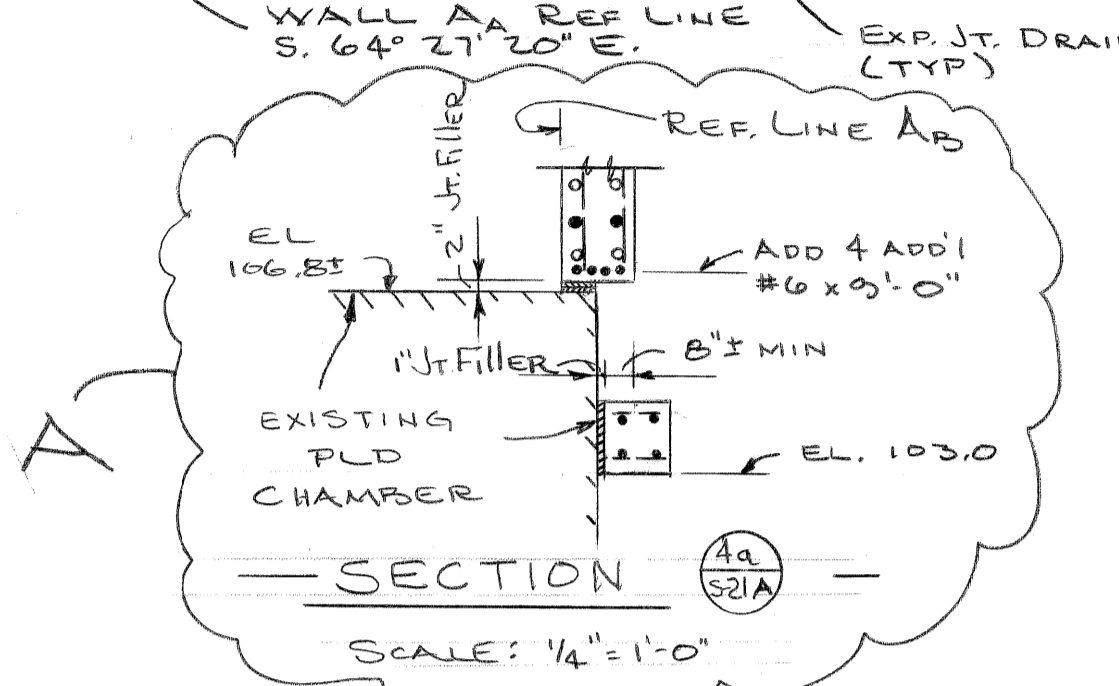 WALL AA REF LINE
S. 64° 27' 20" E.
EXP. JT. DRAI
(TYP)
2" JT. FILLER
REF. LINE AB
EL
106.8±
ADD 4 ADD'l
#6 x 9'-0"
1" JT. FILLER
8"± MIN
A
EXISTING
PLD
CHAMBER
EL. 103.0
SECTION
4a
S-21A
SCALE: 1/4" = 1'-0"